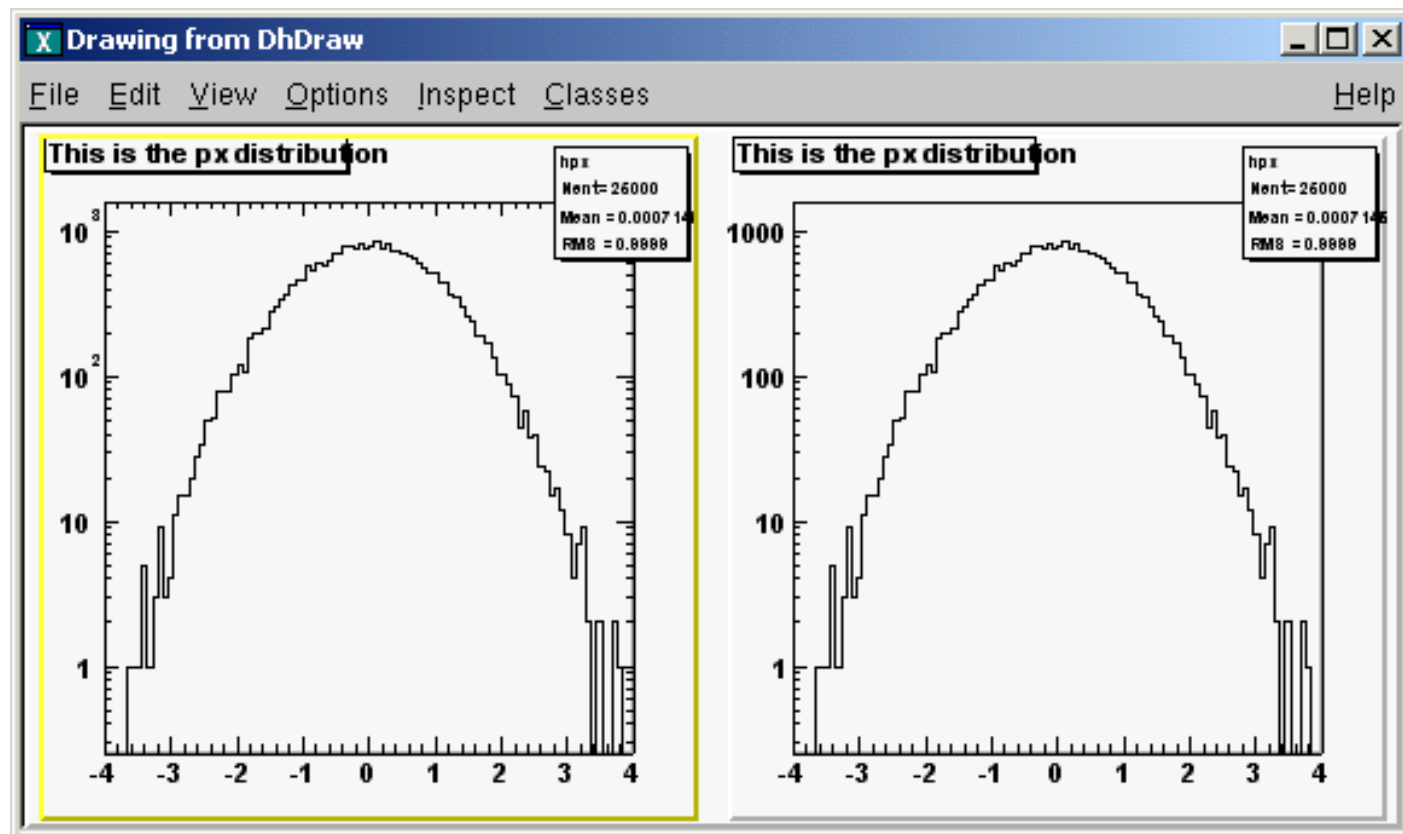 Drawing from DhDraw
File Edit View Options Inspect Classes Help
This is the px distribution
hpx
Nent= 25000
Mean = 0.000714
RMS = 0.9999
10³
10²
10
1
-4 -3 -2 -1 0 1 2 3 4
This is the px distribution
hpx
Nent= 25000
Mean = 0.0007145
RMS = 0.9999
1000
100
10
1
-4 -3 -2 -1 0 1 2 3 4